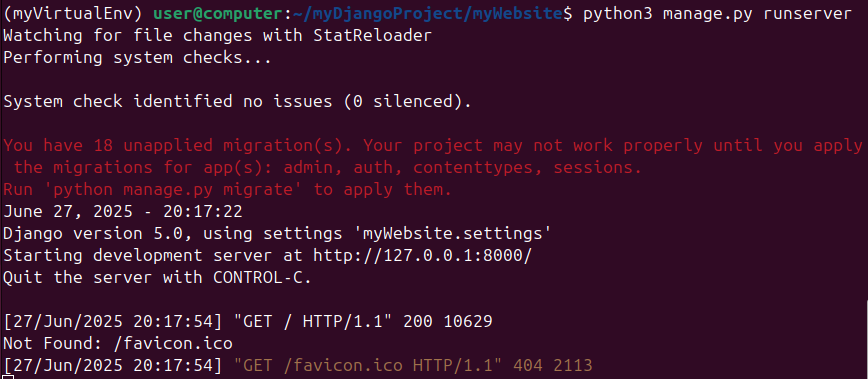 (myVirtualEnv) user@computer:~/myDjangoProject/myWebsite$ python3 manage.py runserver
Watching for file changes with StatReloader
Performing system checks...
System check identified no issues (0 silenced).
You have 18 unapplied migration(s). Your project may not work properly until you apply
the migrations for app(s): admin, auth, contenttypes, sessions.
Run 'python manage.py migrate' to apply them.
June 27, 2025 - 20:17:22
Django version 5.0, using settings 'myWebsite.settings'
Starting development server at http://127.0.0.1:8000/
Quit the server with CONTROL-C.
[27/Jun/2025 20:17:54] "GET / HTTP/1.1" 200 10629
Not Found: /favicon.ico
[27/Jun/2025 20:17:54] "GET /favicon.ico HTTP/1.1" 404 2113